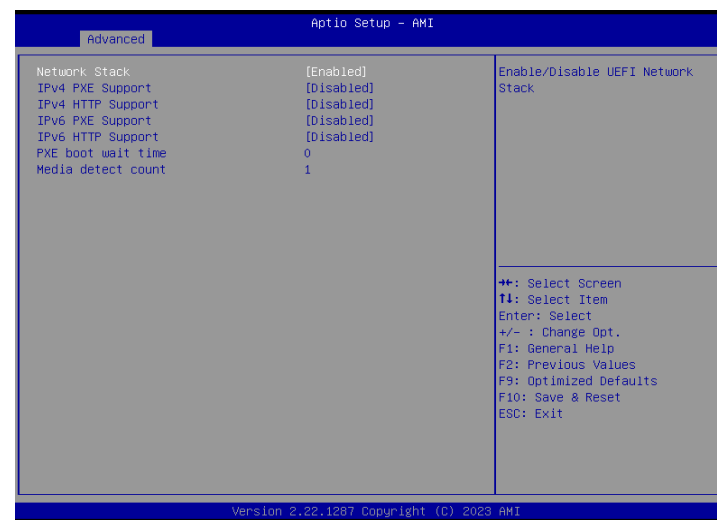 Aptio Setup – AMI
Advanced
Network Stack [Enabled]
IPv4 PXE Support [Disabled]
IPv4 HTTP Support [Disabled]
IPv6 PXE Support [Disabled]
IPv6 HTTP Support [Disabled]
PXE boot wait time 0
Media detect count 1
Enable/Disable UEFI Network
Stack
→←: Select Screen
↑↓: Select Item
Enter: Select
+/- : Change Opt.
F1: General Help
F2: Previous Values
F9: Optimized Defaults
F10: Save & Reset
ESC: Exit
Version 2.22.1287 Copyright (C) 2023 AMI